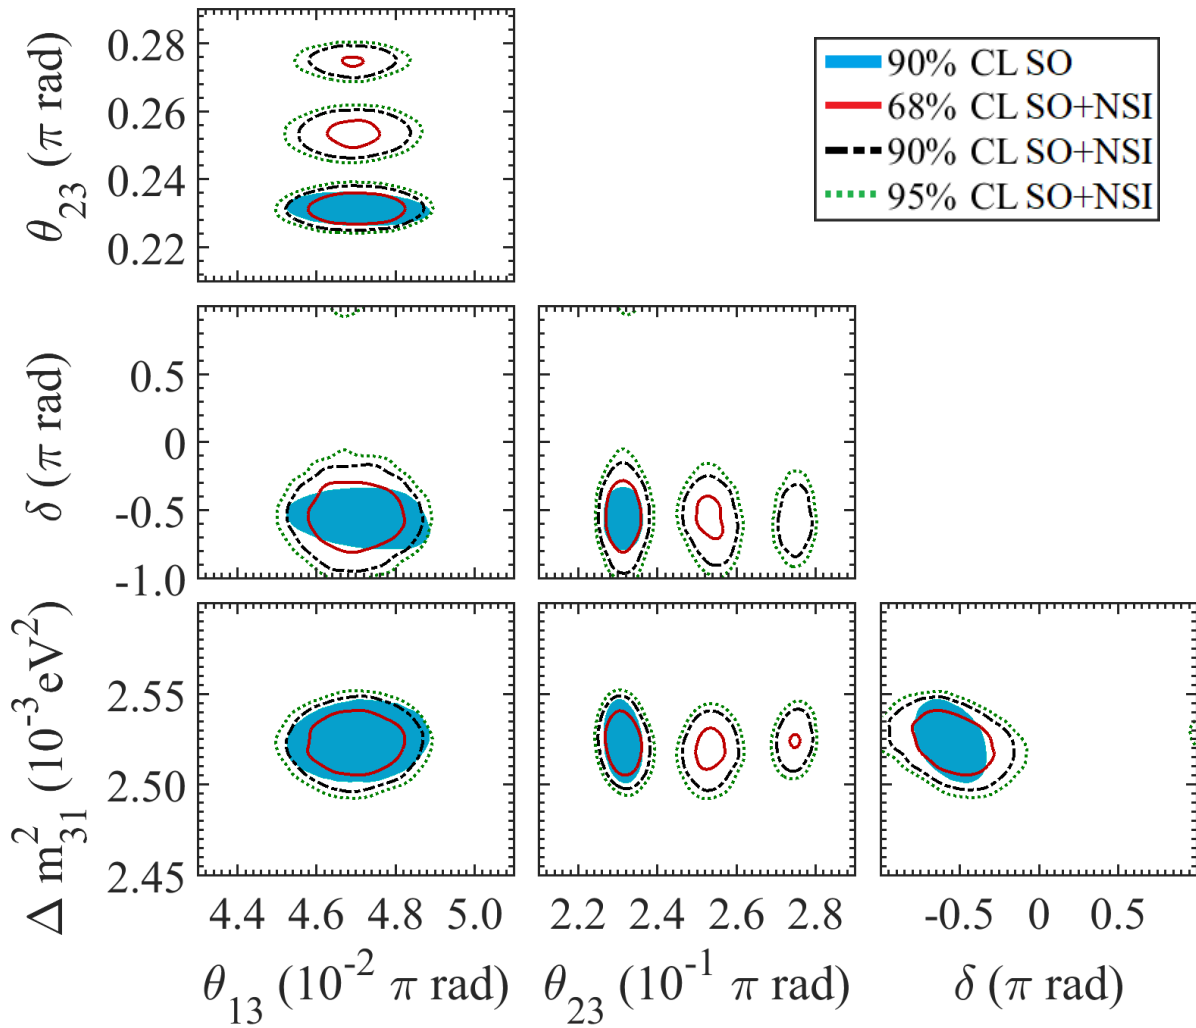 90% CL SO
68% CL SO+NSI
90% CL SO+NSI
95% CL SO+NSI
θ₂₃ (π rad)
0.28
0.26
0.24
0.22
δ (π rad)
0.5
0
-0.5
-1.0
Δ m²₃₁ (10⁻³eV²)
2.55
2.50
2.45
4.4 4.6 4.8 5.0
2.2 2.4 2.6 2.8
-0.5 0 0.5
θ₁₃ (10⁻² π rad)
θ₂₃ (10⁻¹ π rad)
δ (π rad)